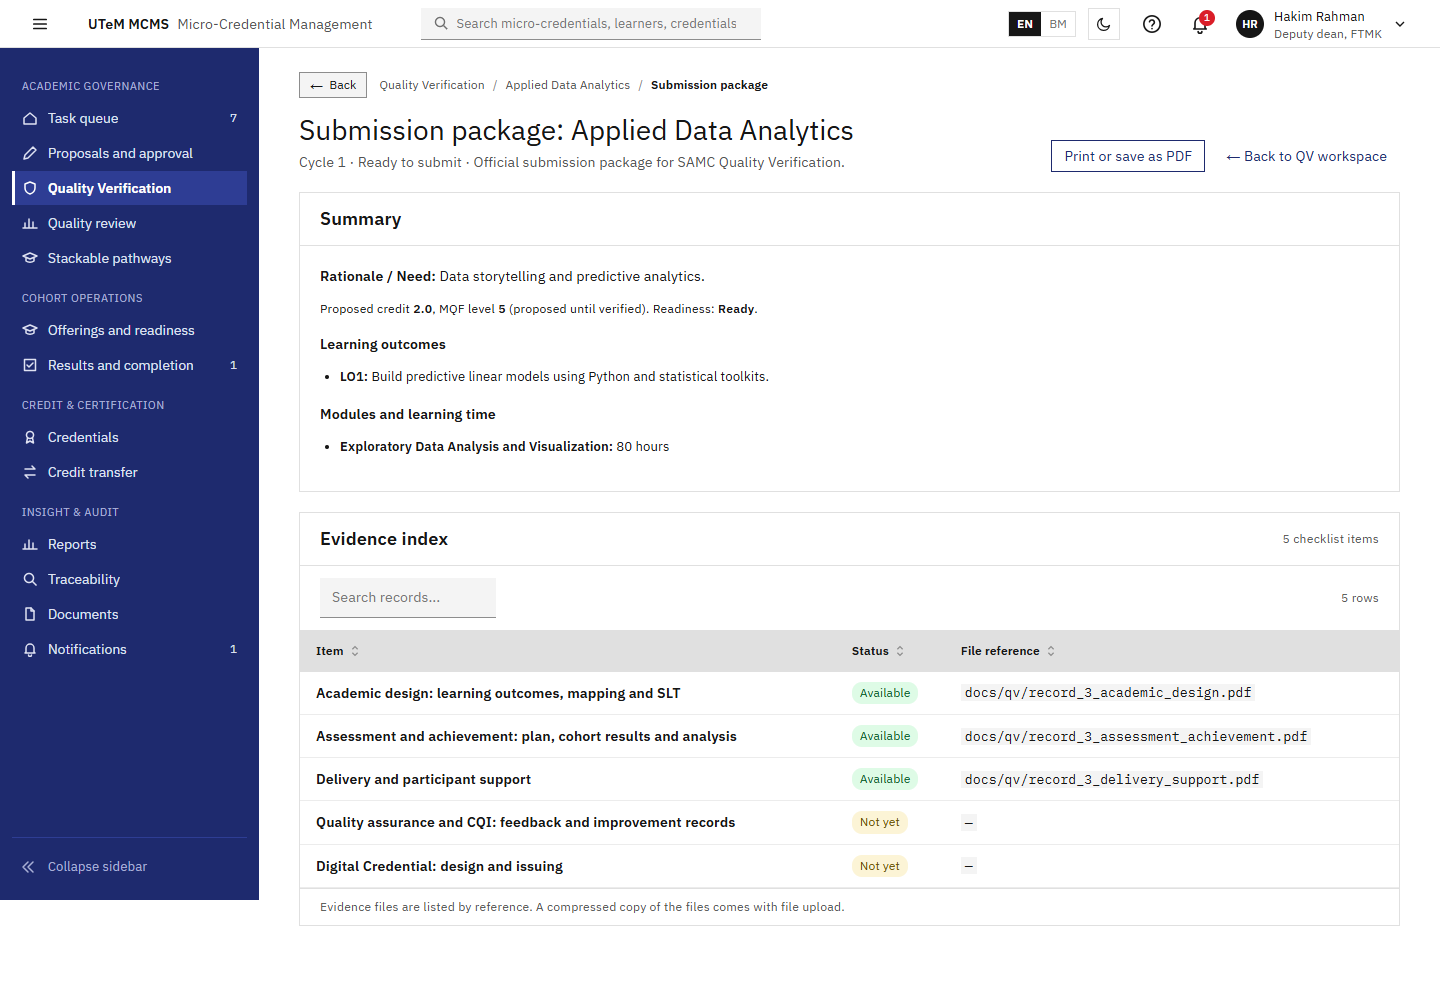 UTeM MCMS Micro-Credential Management
Search micro-credentials, learners, credentials
EN BM
1
HR
Hakim Rahman
Deputy dean, FTMK
ACADEMIC GOVERNANCE
Task queue 7
Proposals and approval
Quality Verification
Quality review
Stackable pathways
COHORT OPERATIONS
Offerings and readiness
Results and completion 1
CREDIT & CERTIFICATION
Credentials
Credit transfer
INSIGHT & AUDIT
Reports
Traceability
Documents
Notifications 1
Collapse sidebar
← Back Quality Verification / Applied Data Analytics / Submission package
Submission package: Applied Data Analytics
Cycle 1 · Ready to submit · Official submission package for SAMC Quality Verification.
Print or save as PDF ← Back to QV workspace
Summary
Rationale / Need: Data storytelling and predictive analytics.
Proposed credit 2.0, MQF level 5 (proposed until verified). Readiness: Ready.
Learning outcomes
• LO1: Build predictive linear models using Python and statistical toolkits.
Modules and learning time
• Exploratory Data Analysis and Visualization: 80 hours
Evidence index 5 checklist items
Search records... 5 rows
Item Status File reference
Academic design: learning outcomes, mapping and SLT Available docs/qv/record_3_academic_design.pdf
Assessment and achievement: plan, cohort results and analysis Available docs/qv/record_3_assessment_achievement.pdf
Delivery and participant support Available docs/qv/record_3_delivery_support.pdf
Quality assurance and CQI: feedback and improvement records Not yet —
Digital Credential: design and issuing Not yet —
Evidence files are listed by reference. A compressed copy of the files comes with file upload.